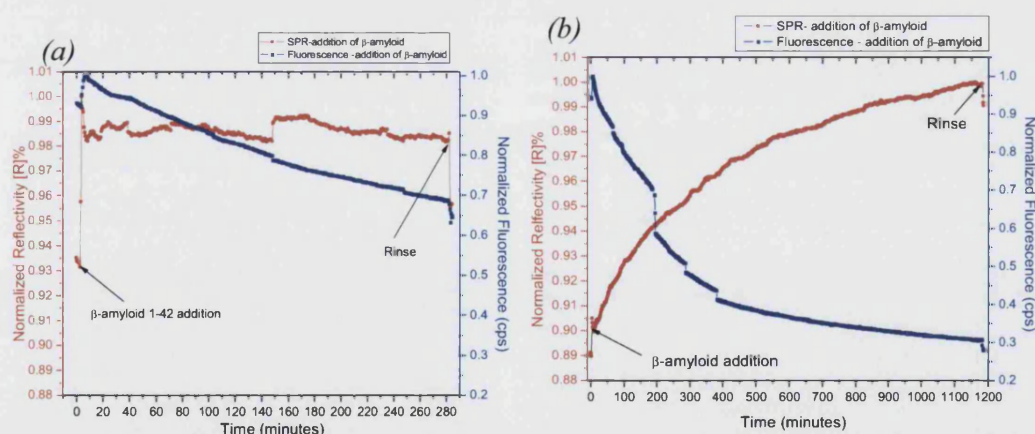 (a)
SPR-addition of β-amyloid
Fluorescence -addition of β-amyloid
1.01
1.00
0.99
0.98
0.97
0.96
0.95
0.94
0.93
0.92
0.91
0.90
0.89
0.88
Normalized Reflectivity [R]%
1.0
0.9
0.8
0.7
0.6
0.5
0.4
0.3
0.2
Normalized Fluorescence (cps)
Rinse
β-amyloid 1-42 addition
0 20 40 60 80 100 120 140 160 180 200 220 240 260 280
Time (minutes)
(b)
SPR- addition of β-amyloid
Fluorescence - addition of β-amyloid
1.01
1.00
0.99
0.98
0.97
0.96
0.95
0.94
0.93
0.92
0.91
0.90
0.89
0.88
Normalized Reflectivity [R]%
1.0
0.9
0.8
0.7
0.6
0.5
0.4
0.3
0.2
Normalized Fluorescence (cps)
Rinse
β-amyloid addition
0 100 200 300 400 500 600 700 800 900 1000 1100 1200
Time (minutes)